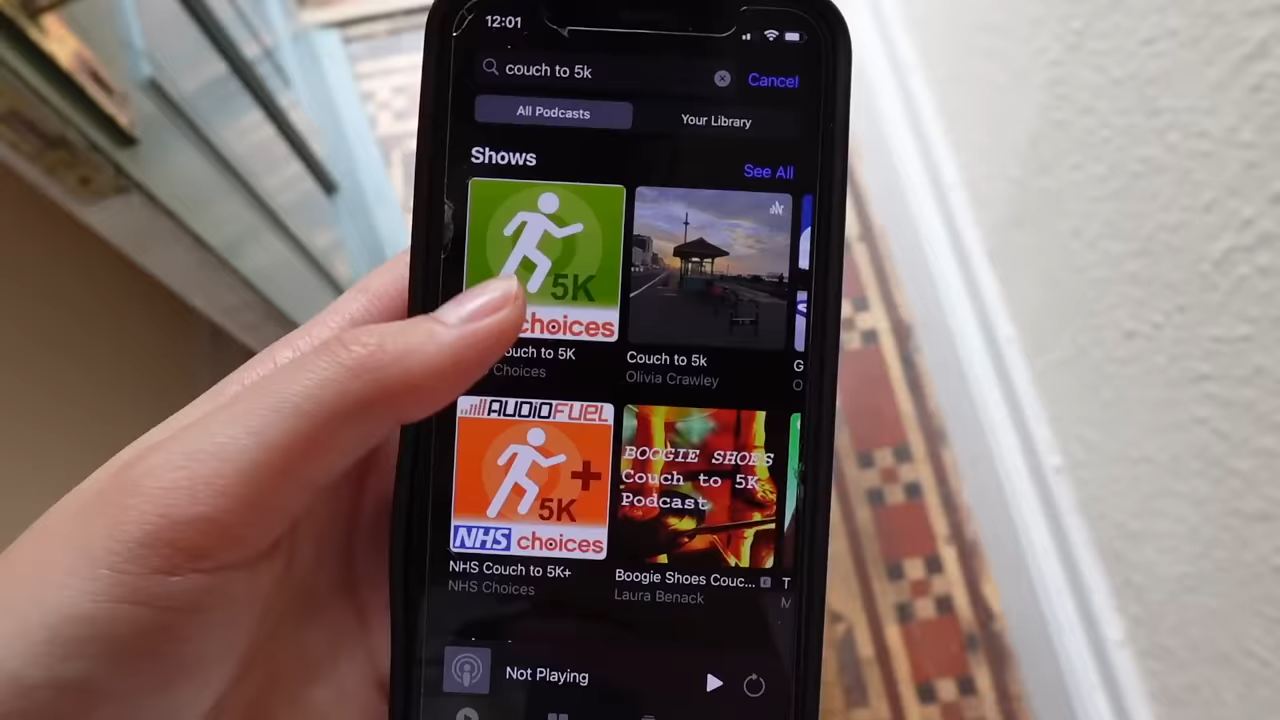 12:01
couch to 5k
Cancel
All Podcasts
Your Library
Shows
See All
5K
choices
ouch to 5K
Choices
Couch to 5k
Olivia Crawley
G
O
AUDiOFUEL
+
5K
NHS choices
NHS Couch to 5K+
NHS Choices
BOOGIE SHOES
Couch to 5K
Podcast
Boogie Shoes Couc... E
Laura Benack
T
M
Not Playing